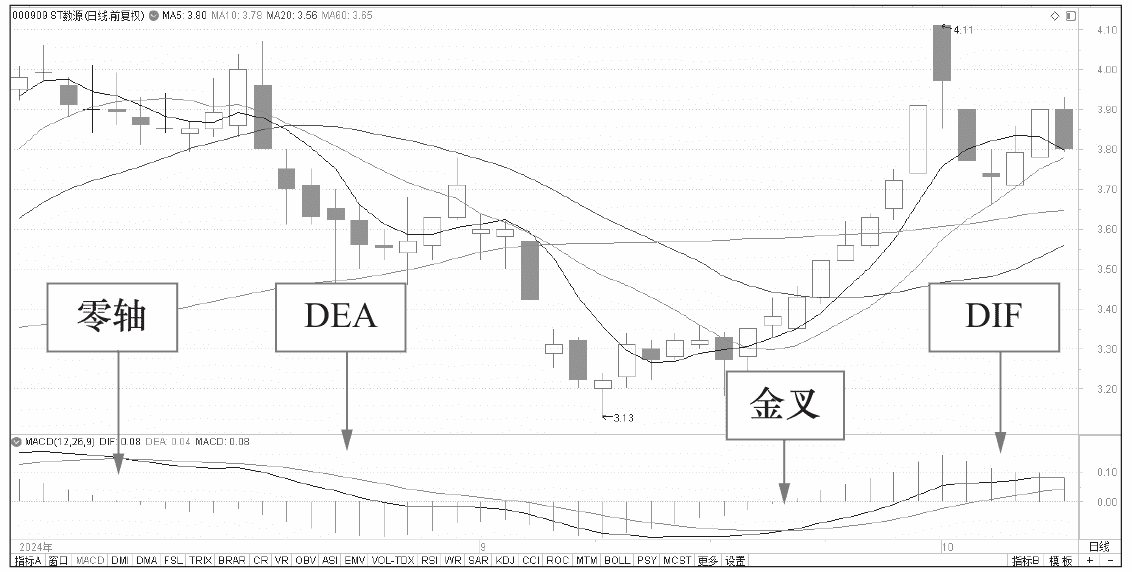 000909 ST数源(日线.前复权) MA5: 3.80 MA10: 3.78 MA20: 3.56 MA60: 3.65
4.11
4.10
4.00
3.90
3.80
3.70
3.60
3.50
3.40
3.30
3.20
零轴
DEA
DIF
金叉
3.13
MACD(12,26,9) DIF: 0.08 DEA: 0.04 MACD: 0.08
0.10
0.00
2024年
9
10
日线
指标A 窗口 MACD DMI DMA FSL TRIX BRAR CR VR OBV ASI EMV VOL-TDX RSI WR SAR KDJ CCI ROC MTM BOLL PSY MCST 更多 设置
指标B 模板 + -